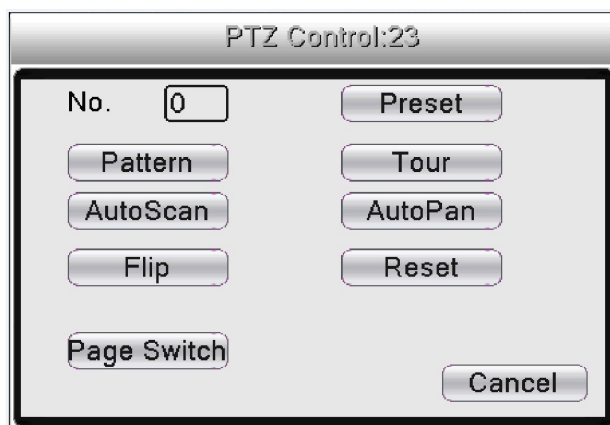 PTZ Control:23
No. 0 Preset
Pattern Tour
AutoScan AutoPan
Flip Reset
Page Switch
Cancel